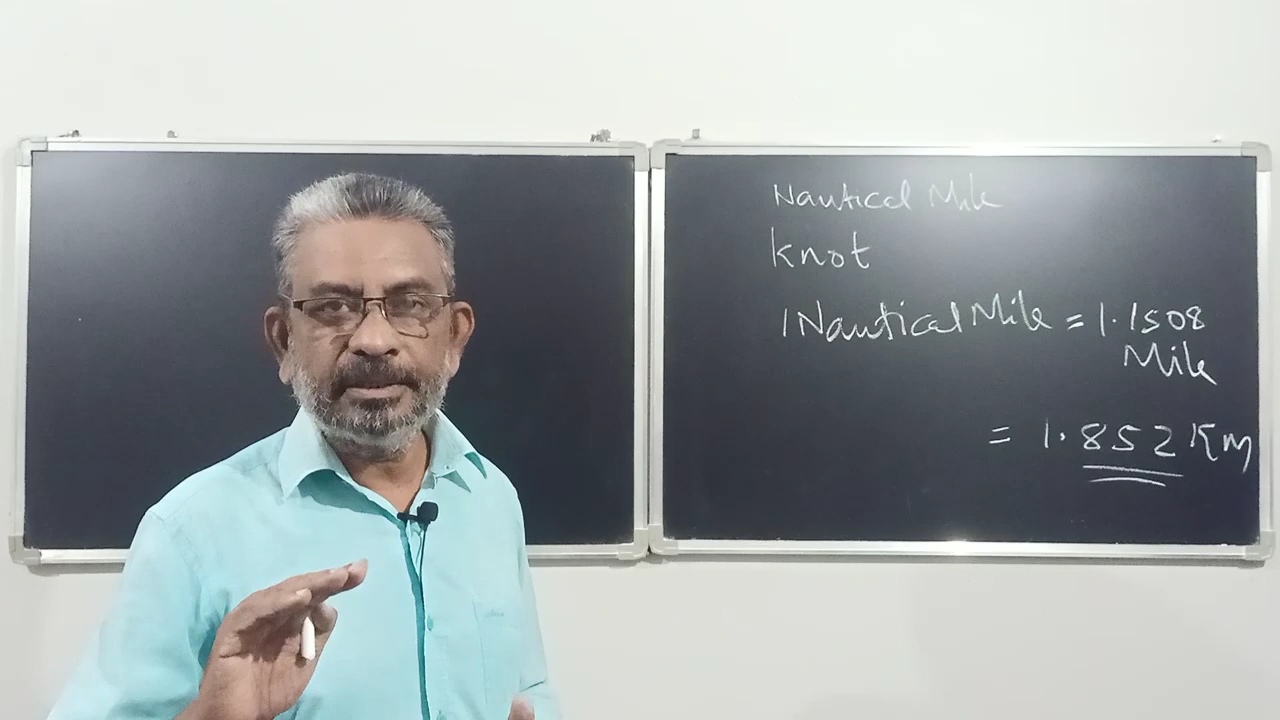 Nautical Mile
knot
1 Nautical Mile = 1.1508
Mile
= 1.852 Km